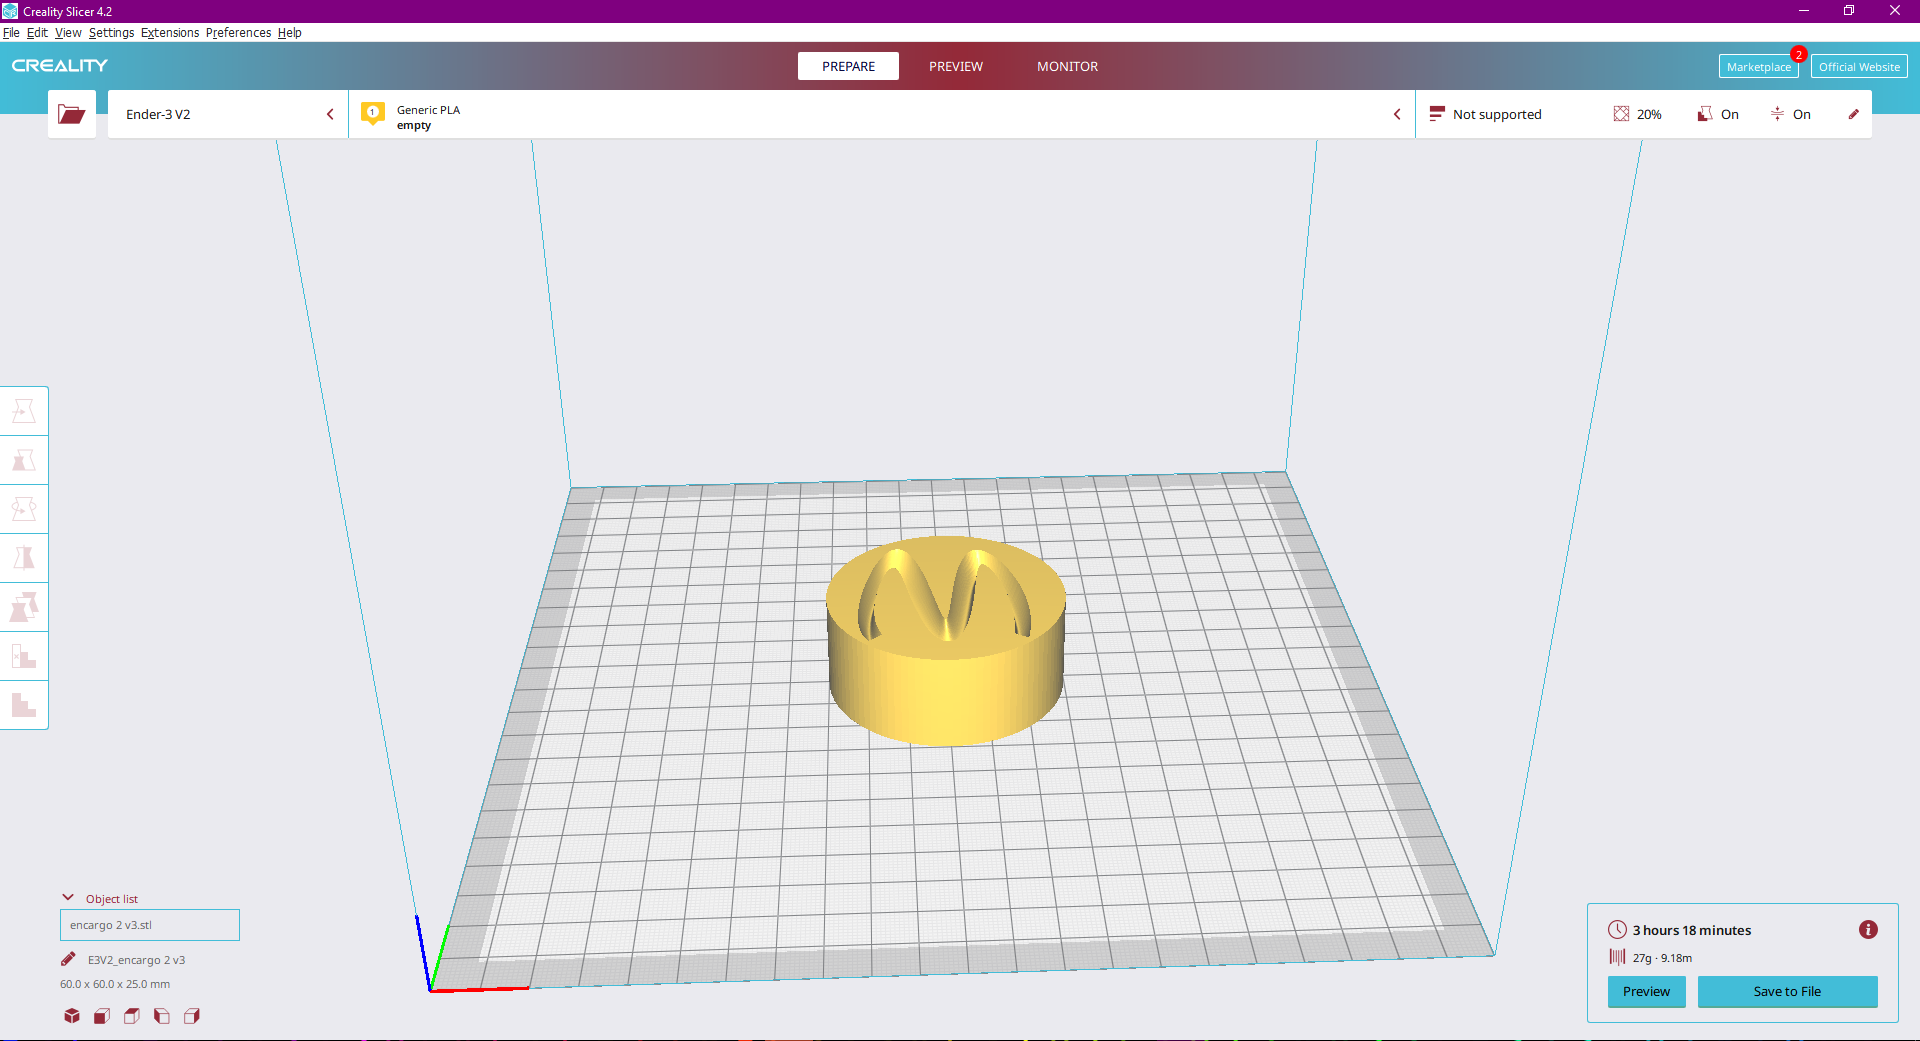 Creality Slicer 4.2
File Edit View Settings Extensions Preferences Help
CREALITY
PREPARE PREVIEW MONITOR
Marketplace 2 Official Website
Ender-3 V2
1 Generic PLA
empty
Not supported 20% On On
Object list
encargo 2 v3.stl
E3V2_encargo 2 v3
60.0 x 60.0 x 25.0 mm
3 hours 18 minutes
27g · 9.18m
Preview Save to File